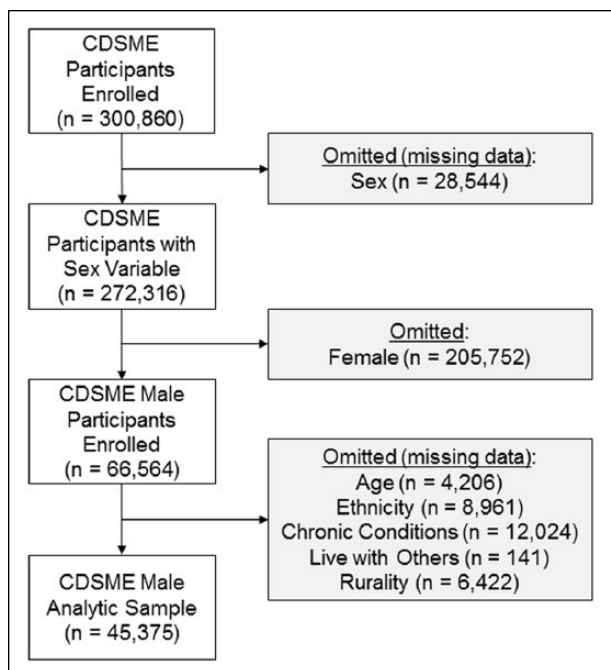 CDSME
Participants
Enrolled
(n = 300,860)
Omitted (missing data):
Sex (n = 28,544)
CDSME
Participants with
Sex Variable
(n = 272,316)
Omitted:
Female (n = 205,752)
CDSME Male
Participants
Enrolled
(n = 66,564)
Omitted (missing data):
Age (n = 4,206)
Ethnicity (n = 8,961)
Chronic Conditions (n = 12,024)
Live with Others (n = 141)
Rurality (n = 6,422)
CDSME Male
Analytic Sample
(n = 45,375)